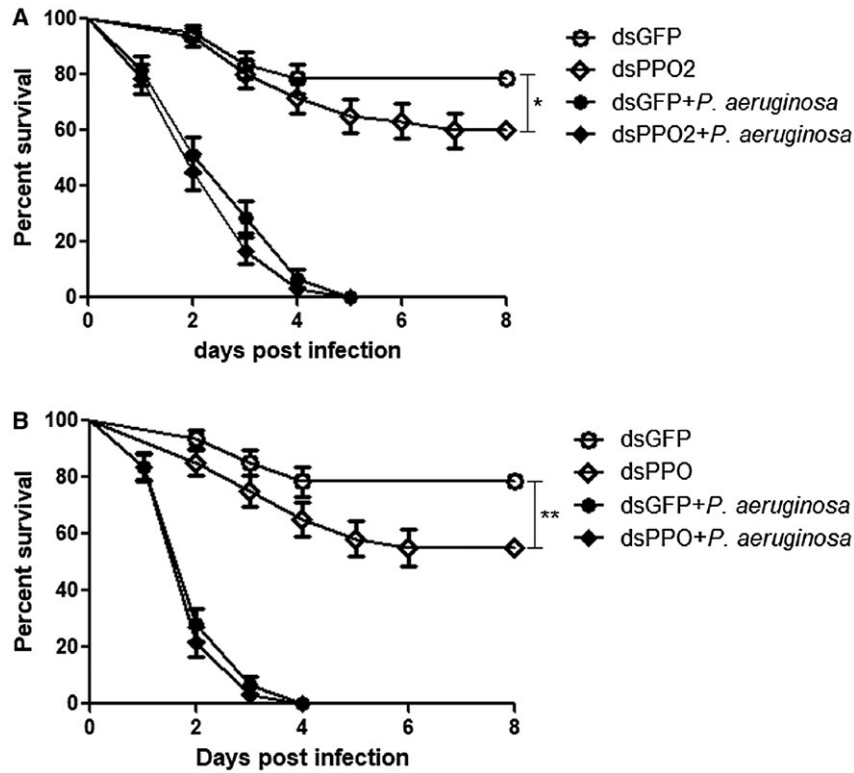 A
100
80
60
40
20
0
Percent survival
0 2 4 6 8
days post infection
*
dsGFP
dsPPO2
dsGFP+P. aeruginosa
dsPPO2+P. aeruginosa
B
100
80
60
40
20
0
Percent survival
0 2 4 6 8
Days post infection
**
dsGFP
dsPPO
dsGFP+P. aeruginosa
dsPPO+P. aeruginosa